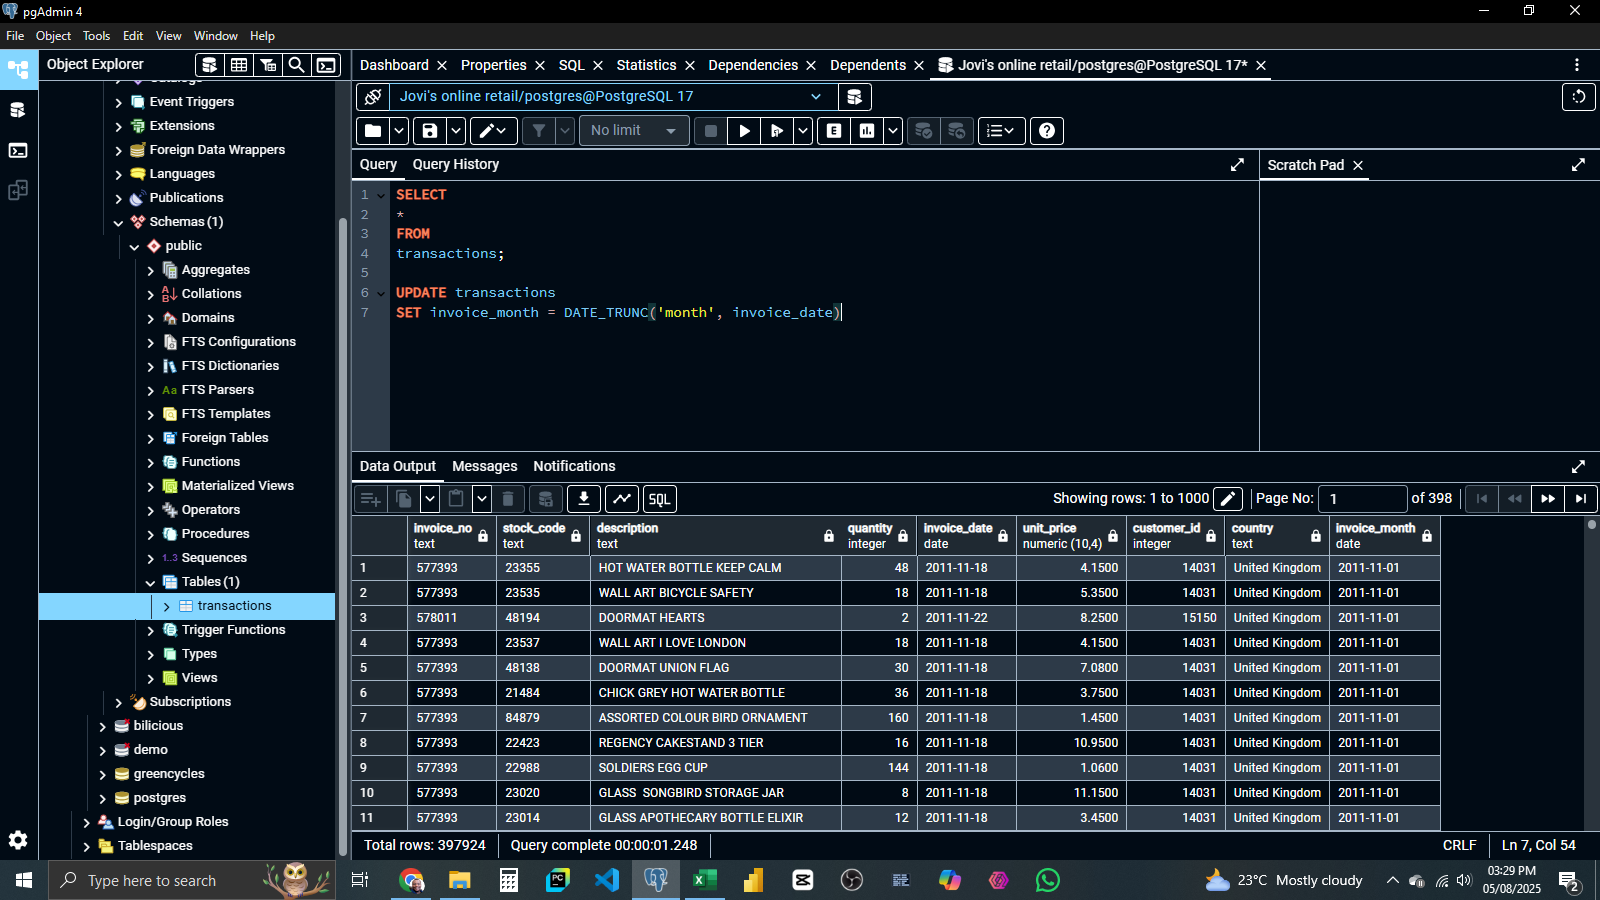 pgAdmin 4
File Object Tools Edit View Window Help
Object Explorer
Event Triggers
Extensions
Foreign Data Wrappers
Languages
Publications
Schemas (1)
public
Aggregates
Collations
Domains
FTS Configurations
FTS Dictionaries
Aa FTS Parsers
FTS Templates
Foreign Tables
Functions
Materialized Views
Operators
Procedures
1..3 Sequences
Tables (1)
transactions
Trigger Functions
Types
Views
Subscriptions
bilicious
demo
greencycles
postgres
Login/Group Roles
Tablespaces
Dashboard Properties SQL Statistics Dependencies Dependents Jovi's online retail/postgres@PostgreSQL 17*
Jovi's online retail/postgres@PostgreSQL 17
No limit E
Query Query History
Scratch Pad
1 SELECT
2 *
3 FROM
4 transactions;
5
6 UPDATE transactions
7 SET invoice_month = DATE_TRUNC('month', invoice_date)
Data Output Messages Notifications
SQL Showing rows: 1 to 1000 Page No: 1 of 398
invoice_no stock_code description quantity invoice_date unit_price customer_id country invoice_month
text text text integer date numeric (10,4) integer text date
1 577393 23355 HOT WATER BOTTLE KEEP CALM 48 2011-11-18 4.1500 14031 United Kingdom 2011-11-01
2 577393 23535 WALL ART BICYCLE SAFETY 18 2011-11-18 5.3500 14031 United Kingdom 2011-11-01
3 578011 48194 DOORMAT HEARTS 2 2011-11-22 8.2500 15150 United Kingdom 2011-11-01
4 577393 23537 WALL ART I LOVE LONDON 18 2011-11-18 4.1500 14031 United Kingdom 2011-11-01
5 577393 48138 DOORMAT UNION FLAG 30 2011-11-18 7.0800 14031 United Kingdom 2011-11-01
6 577393 21484 CHICK GREY HOT WATER BOTTLE 36 2011-11-18 3.7500 14031 United Kingdom 2011-11-01
7 577393 84879 ASSORTED COLOUR BIRD ORNAMENT 160 2011-11-18 1.4500 14031 United Kingdom 2011-11-01
8 577393 22423 REGENCY CAKESTAND 3 TIER 16 2011-11-18 10.9500 14031 United Kingdom 2011-11-01
9 577393 22988 SOLDIERS EGG CUP 144 2011-11-18 1.0600 14031 United Kingdom 2011-11-01
10 577393 23020 GLASS  SONGBIRD STORAGE JAR 8 2011-11-18 11.1500 14031 United Kingdom 2011-11-01
11 577393 23014 GLASS APOTHECARY BOTTLE ELIXIR 12 2011-11-18 3.4500 14031 United Kingdom 2011-11-01
Total rows: 397924 Query complete 00:00:01.248 CRLF Ln 7, Col 54
Type here to search
23°C Mostly cloudy
03:29 PM
05/08/2025
2